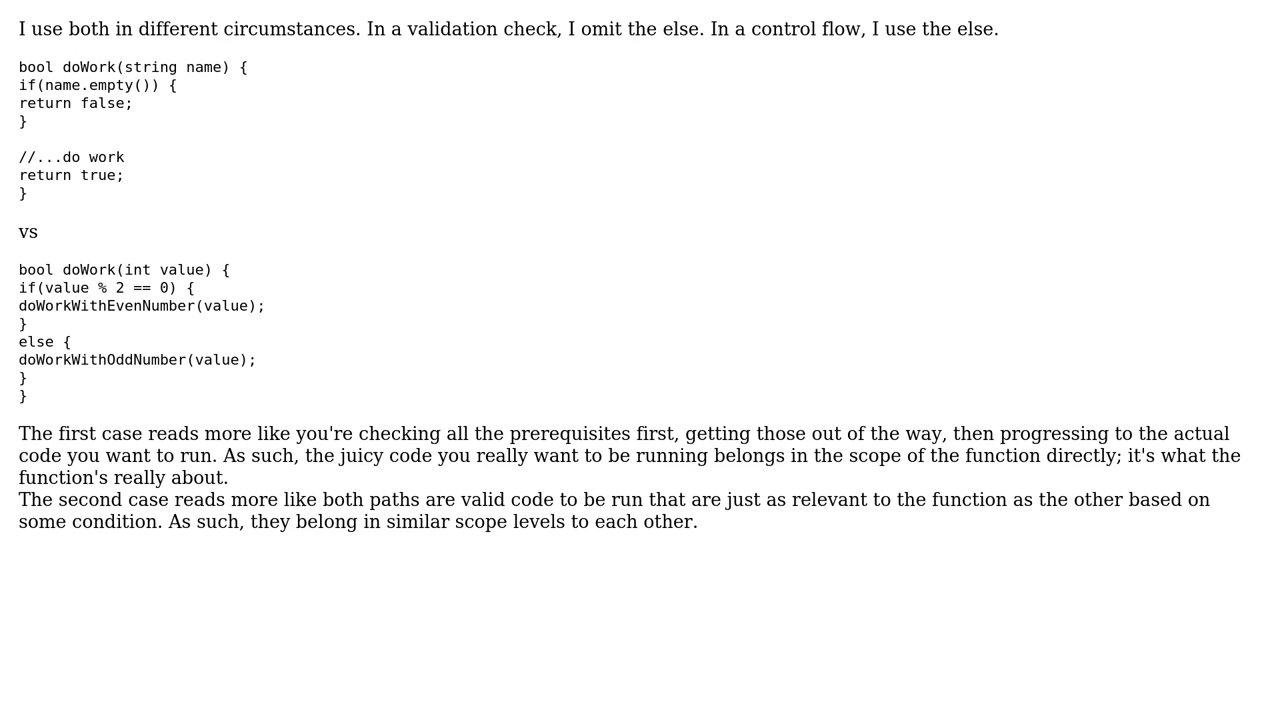 I use both in different circumstances. In a validation check, I omit the else. In a control flow, I use the else.
bool doWork(string name) {
if(name.empty()) {
return false;
}
//...do work
return true;
}
vs
bool doWork(int value) {
if(value % 2 == 0) {
doWorkWithEvenNumber(value);
}
else {
doWorkWithOddNumber(value);
}
}
The first case reads more like you're checking all the prerequisites first, getting those out of the way, then progressing to the actual
code you want to run. As such, the juicy code you really want to be running belongs in the scope of the function directly; it's what the
function's really about.
The second case reads more like both paths are valid code to be run that are just as relevant to the function as the other based on
some condition. As such, they belong in similar scope levels to each other.